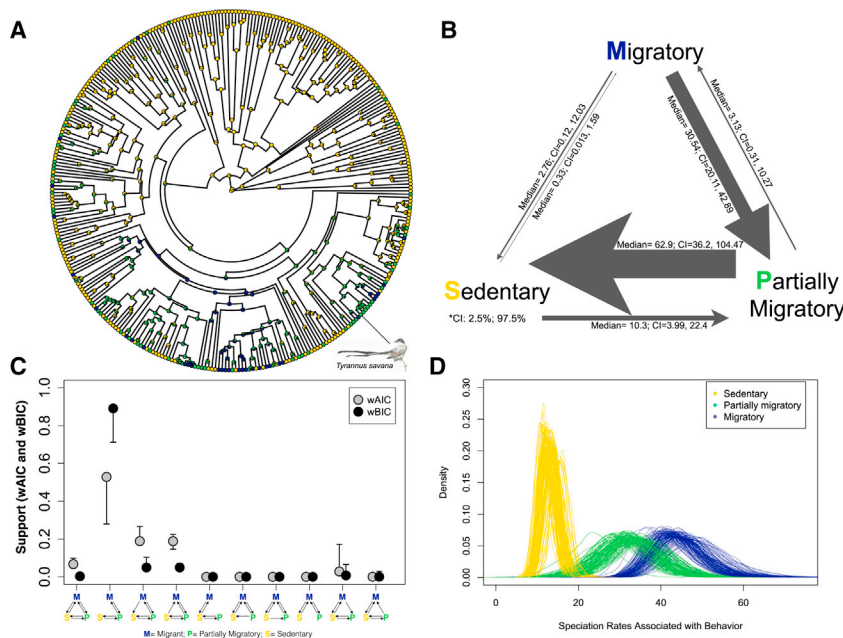 A
B
Migratory
Median= 2.76; CI=0.12, 12.03
Median= 0.33; CI=0.013, 1.59
Median= 3.13; CI=0.31, 10.27
Median= 30.54; CI=20.11, 42.89
Median= 62.9; CI=36.2, 104.47
Sedentary
Partially
Migratory
*CI: 2.5%; 97.5%
Median= 10.3; CI=3.99, 22.4
Tyrannus savana
C
D
Support (wAIC and wBIC)
1.0
0.8
0.6
0.4
0.2
0.0
wAIC
wBIC
M M M M M M M M M M
S P S P S P S P S P S P S P S P S P S P
M= Migrant; P= Partially Migratory; S= Sedentary
Density
0.30
0.25
0.20
0.15
0.10
0.05
0.00
Sedentary
Partially migratory
Migratory
0 20 40 60
Speciation Rates Associated with Behavior